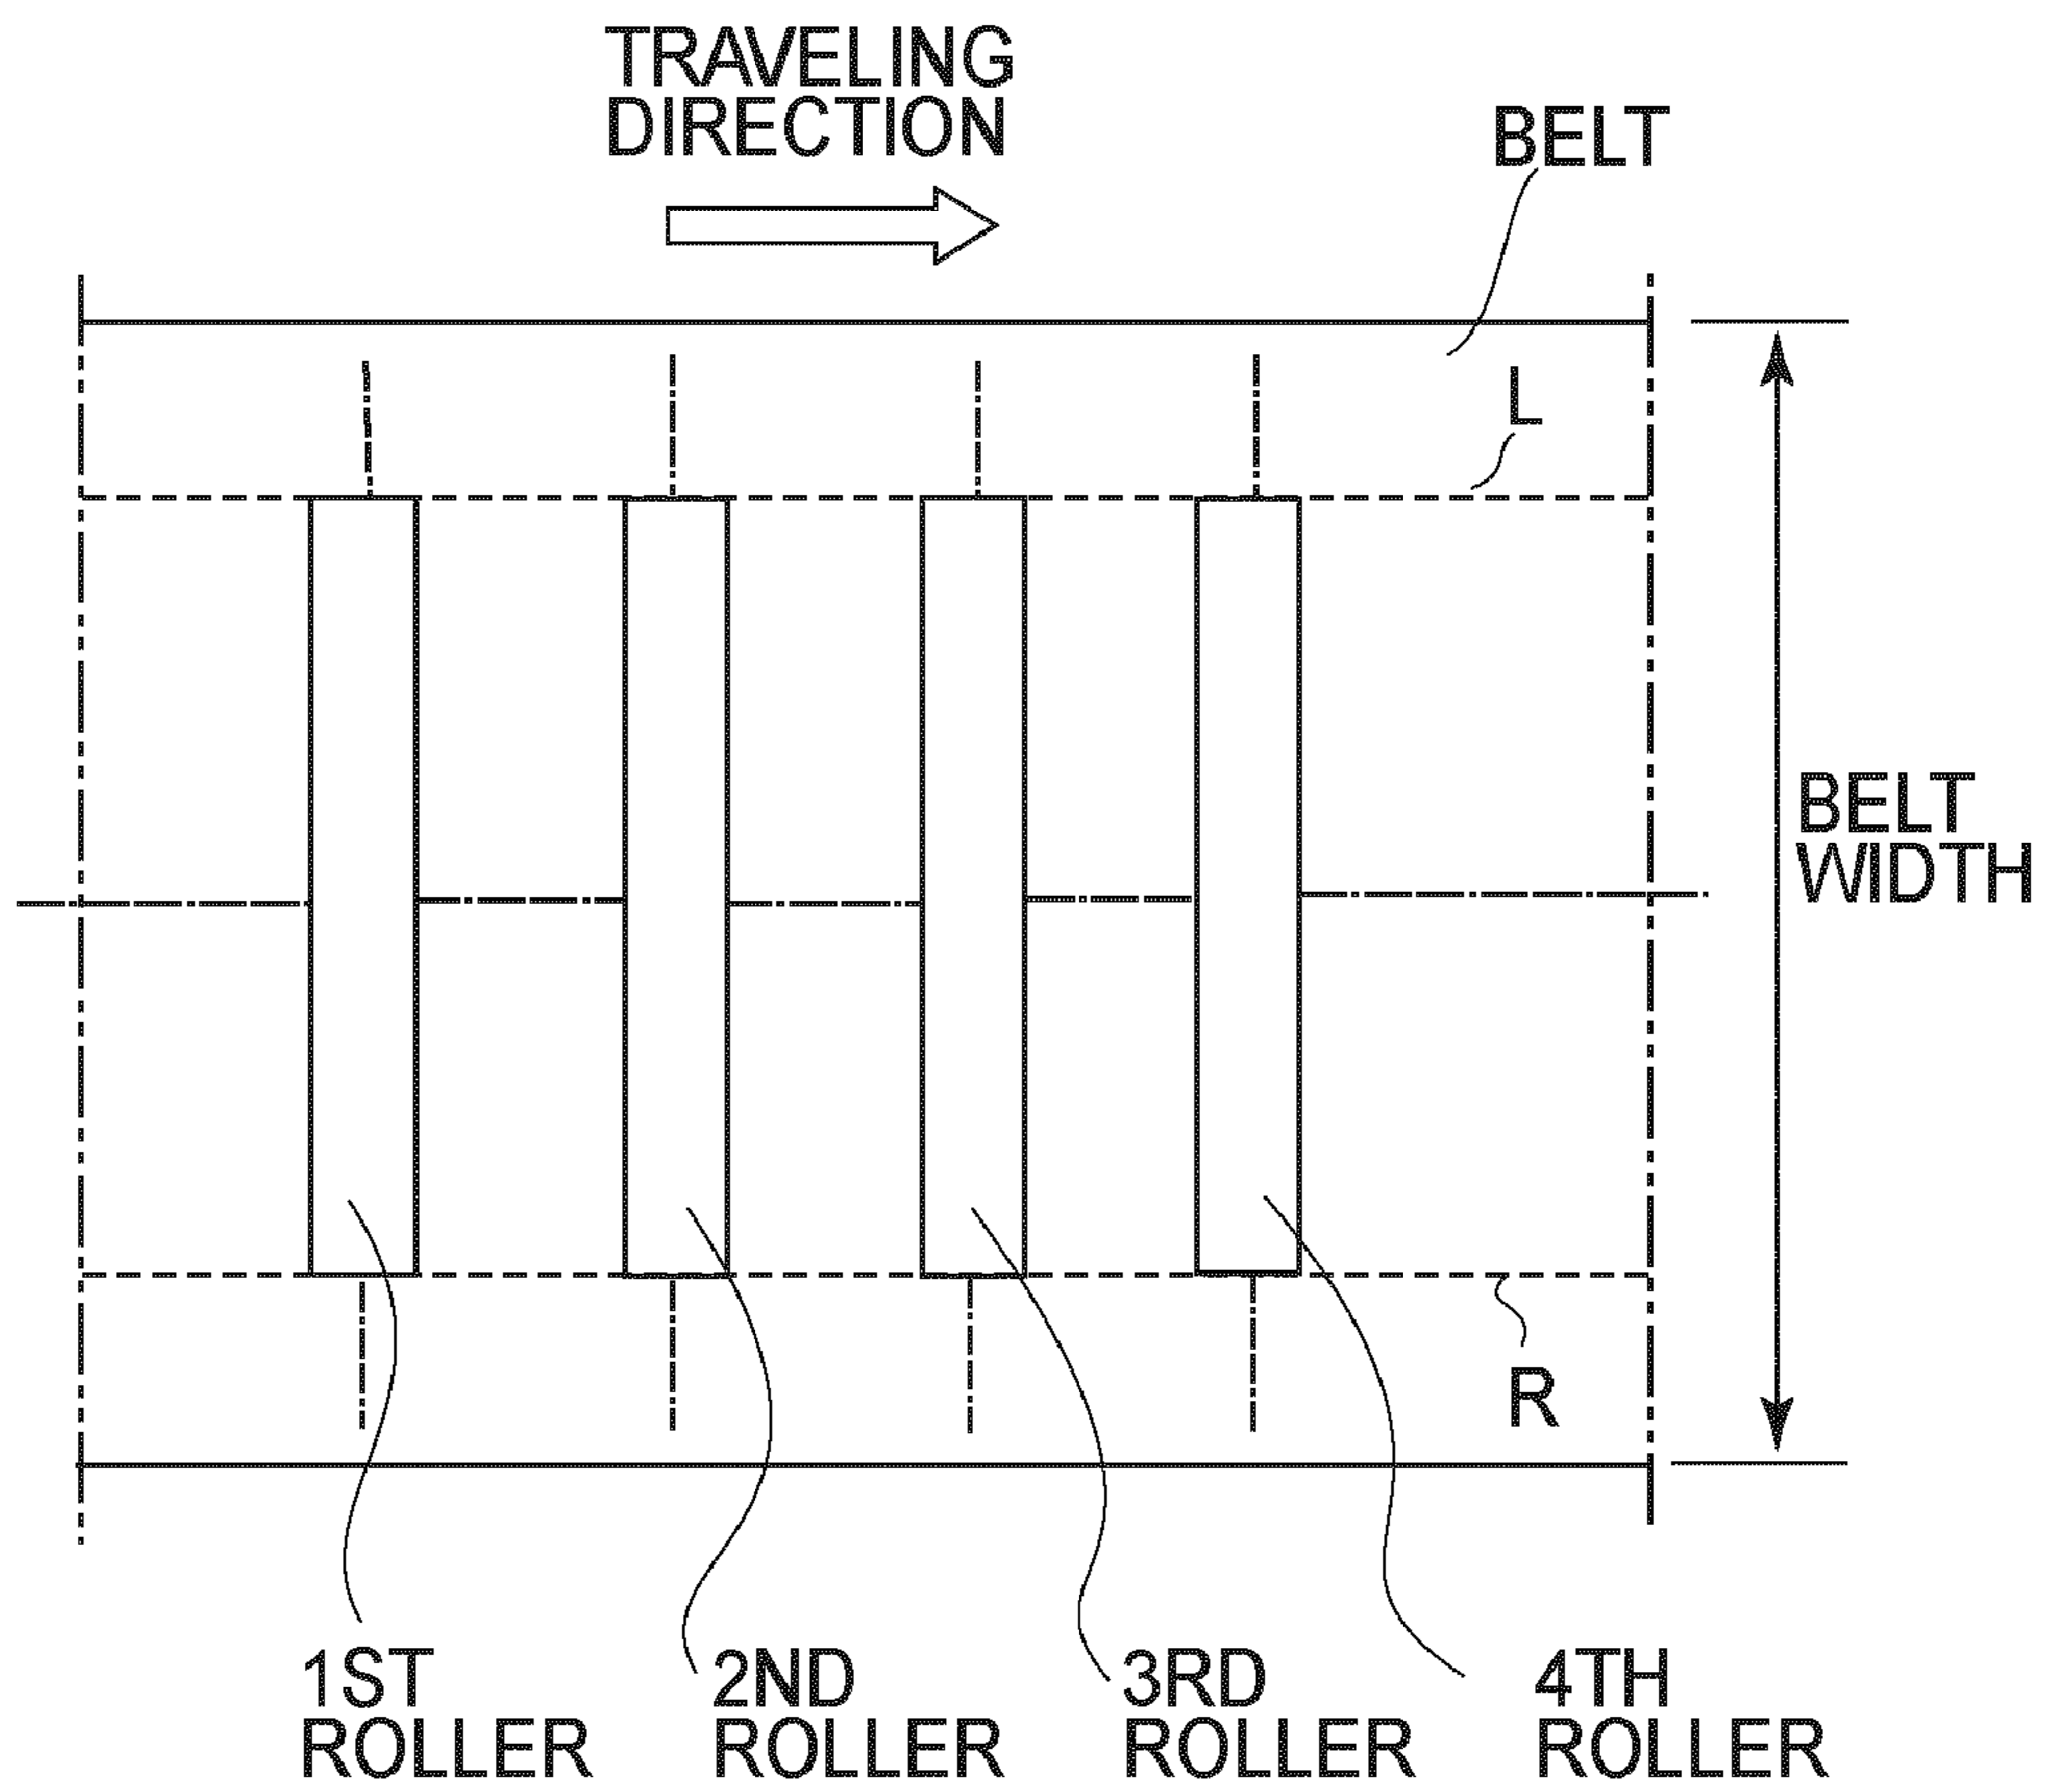 TRAVELING
DIRECTION
BELT
L
BELT
WIDTH
R
1ST
ROLLER
2ND
ROLLER
3RD
ROLLER
4TH
ROLLER